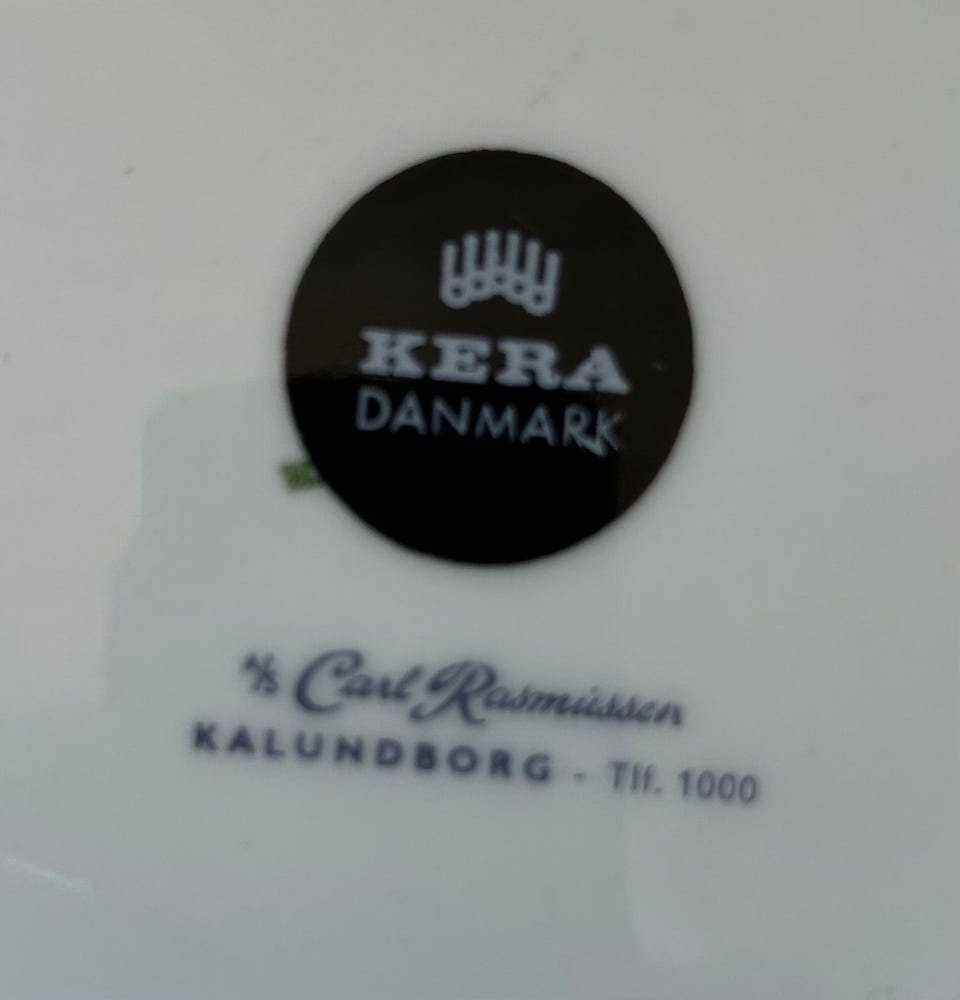 KERA
DANMARK
A/S Carl Rasmussen
KALUNDBORG - Tlf. 1000